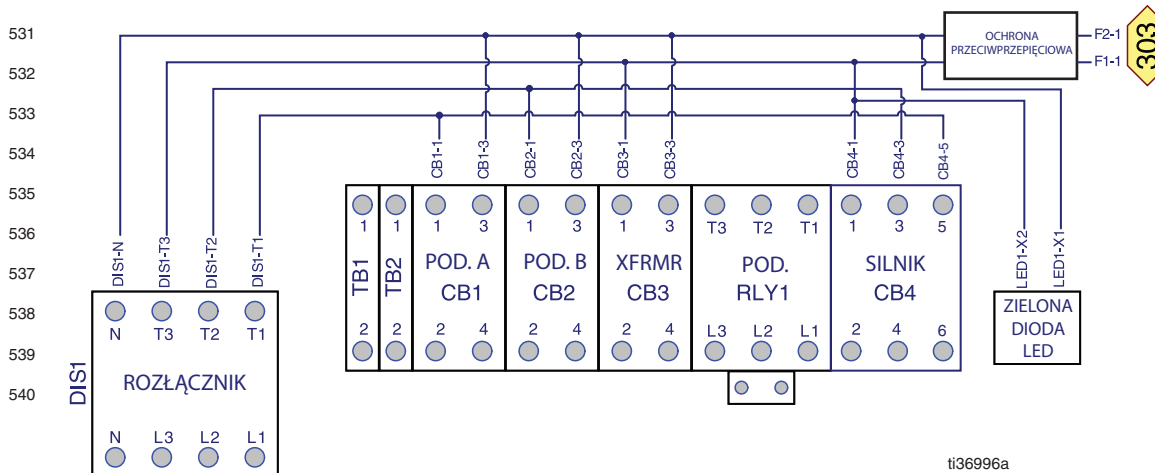 531
532
533
534
535
536
537
538
539
540
OCHRONA
PRZECIWPRZEPIĘCIOWA
F2-1
F1-1
303
CB1-1
CB1-3
CB2-1
CB2-3
CB3-1
CB3-3
CB4-1
CB4-3
CB4-5
DIS1-N
DIS1-T3
DIS1-T2
DIS1-T1
LED1-X2
LED1-X1
1 1 1 3 1 3 1 3 T3 T2 T1 1 3 5
TB1
TB2
POD. A
CB1
POD. B
CB2
XFRMR
CB3
POD.
RLY1
SILNIK
CB4
2 2 2 4 2 4 2 4 L3 L2 L1 2 4 6
ZIELONA
DIODA
LED
DIS1
N T3 T2 T1
ROZŁĄCZNIK
N L3 L2 L1
ti36996a